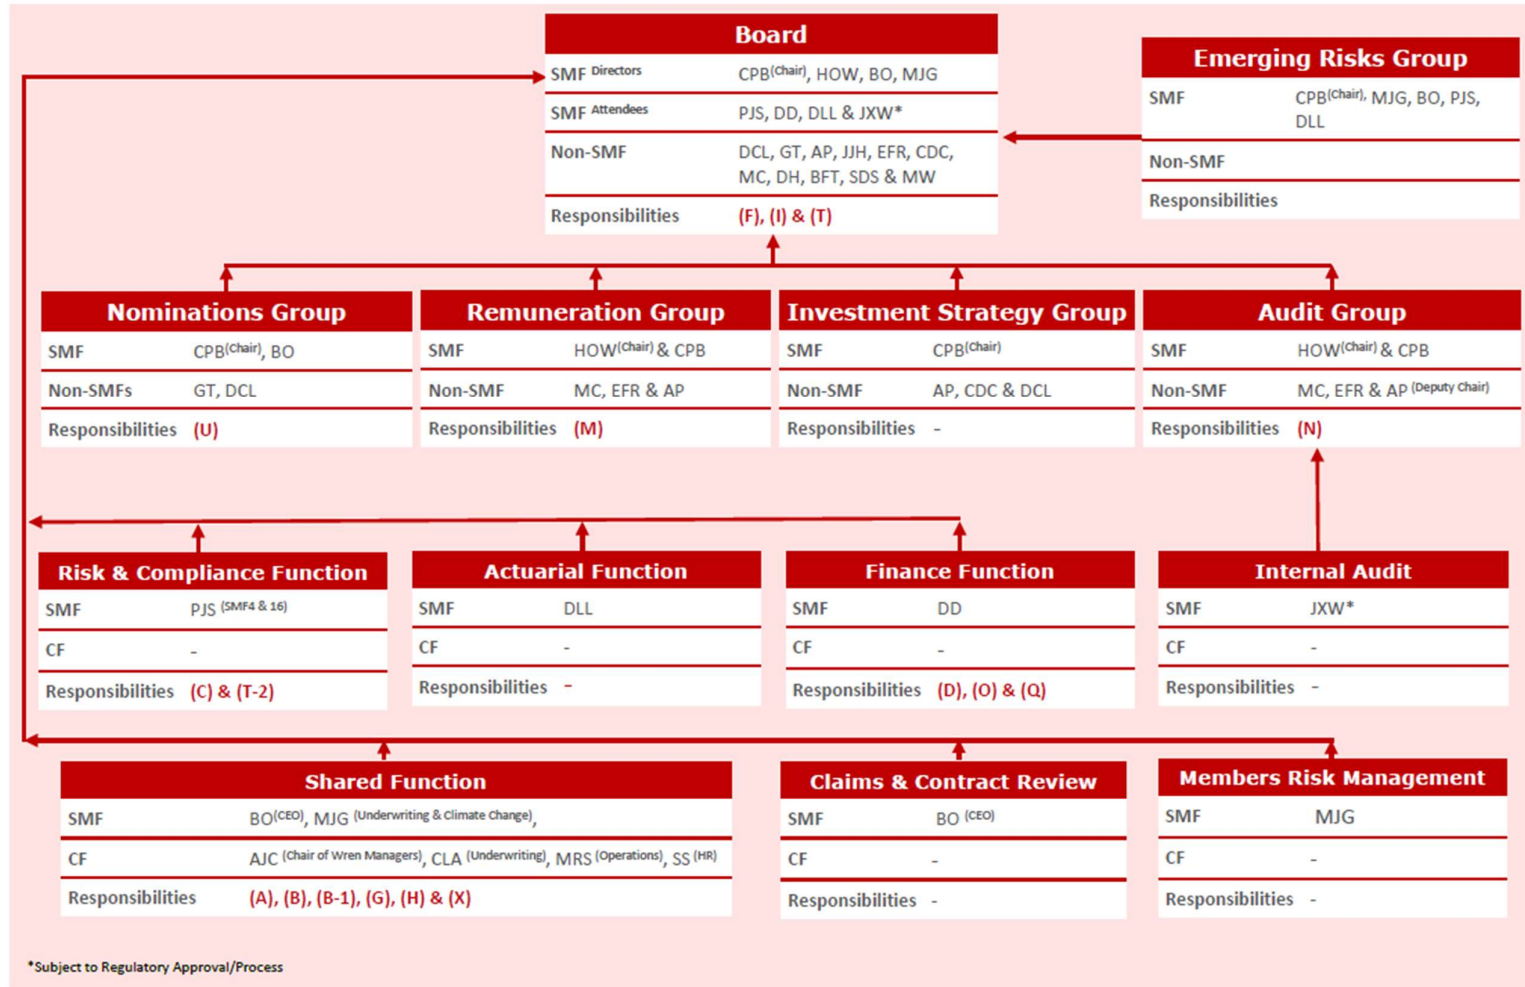 Board
SMF Directors CPB(Chair), HOW, BO, MJG
SMF Attendees PJS, DD, DLL & JXW*
Non-SMF DCL, GT, AP, JJH, EFR, CDC,
MC, DH, BFT, SDS & MW
Responsibilities (F), (I) & (T)
Emerging Risks Group
SMF CPB(Chair), MJG, BO, PJS,
DLL
Non-SMF
Responsibilities
Nominations Group
SMF CPB(Chair), BO
Non-SMFs GT, DCL
Responsibilities (U)
Remuneration Group
SMF HOW(Chair) & CPB
Non-SMF MC, EFR & AP
Responsibilities (M)
Investment Strategy Group
SMF CPB(Chair)
Non-SMF AP, CDC & DCL
Responsibilities -
Audit Group
SMF HOW(Chair) & CPB
Non-SMF MC, EFR & AP (Deputy Chair)
Responsibilities (N)
Risk & Compliance Function
SMF PJS (SMF4 & 16)
CF -
Responsibilities (C) & (T-2)
Actuarial Function
SMF DLL
CF -
Responsibilities -
Finance Function
SMF DD
CF -
Responsibilities (D), (O) & (Q)
Internal Audit
SMF JXW*
CF -
Responsibilities -
Shared Function
SMF BO(CEO), MJG (Underwriting & Climate Change),
CF AJC (Chair of Wren Managers), CLA (Underwriting), MRS (Operations), SS (HR)
Responsibilities (A), (B), (B-1), (G), (H) & (X)
Claims & Contract Review
SMF BO (CEO)
CF -
Responsibilities -
Members Risk Management
SMF MJG
CF -
Responsibilities -
*Subject to Regulatory Approval/Process